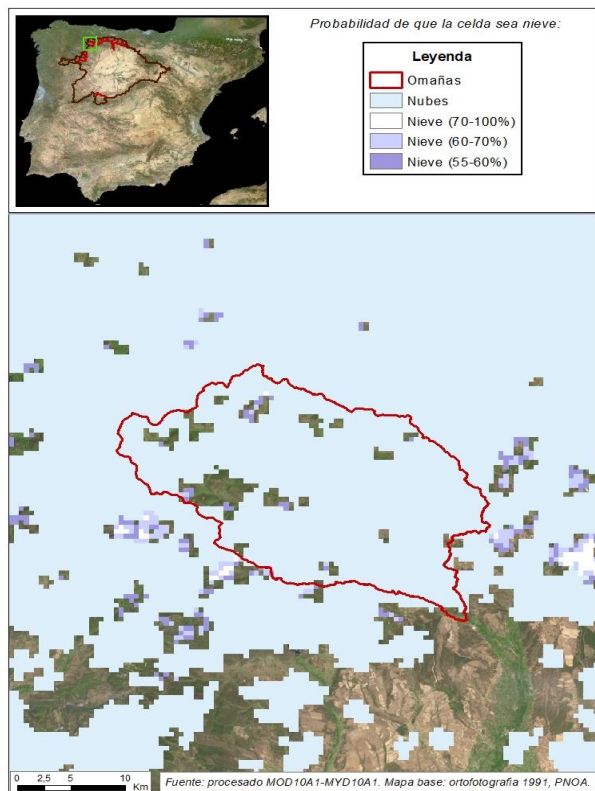 Probabilidad de que la celda sea nieve:
Leyenda
Omañas
Nubes
Nieve (70-100%)
Nieve (60-70%)
Nieve (55-60%)
0 2,5 5 10
Km
Fuente: procesado MOD10A1-MYD10A1. Mapa base: ortofotografia 1991, PNOA.